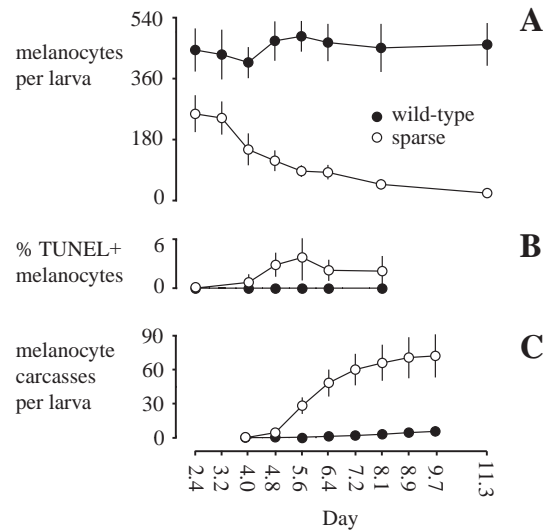 540
A
melanocytes
per larva
360
wild-type
sparse
180
0
% TUNEL+
melanocytes
6
B
0
melanocyte
carcasses
per larva
90
C
60
30
0
2.4
3.2
4.0
4.8
5.6
6.4
7.2
8.1
8.9
9.7
11.3
Day